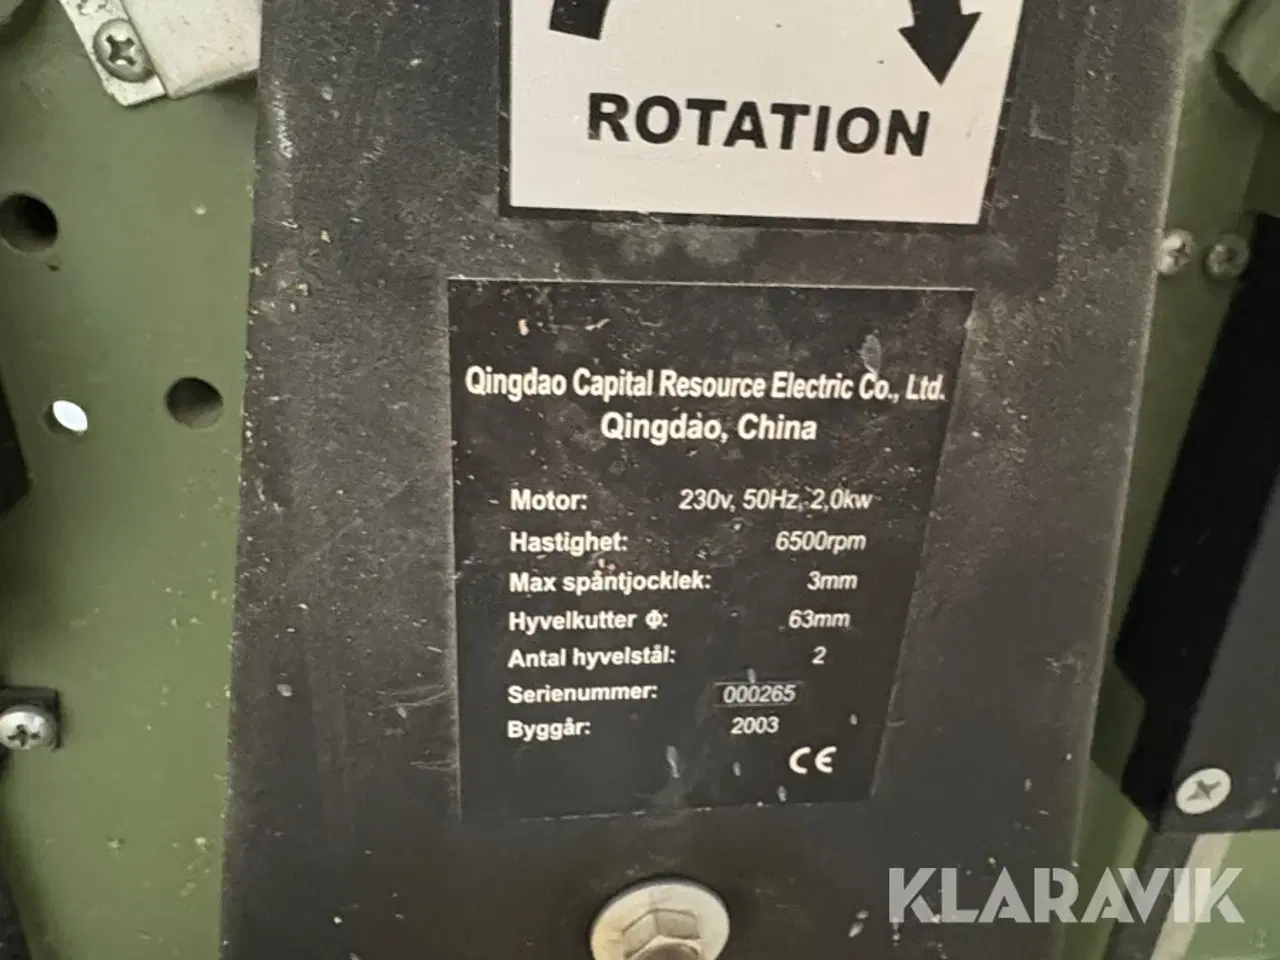 ROTATION
Qingdao Capital Resource Electric Co., Ltd.
Qingdao, China
Motor: 230v, 50Hz, 2,0kw
Hastighet: 6500rpm
Max spåntjocklek: 3mm
Hyvelkutter Φ: 63mm
Antal hyvelstål: 2
Serienummer: 000265
Byggår: 2003
CE
KLARAVIK